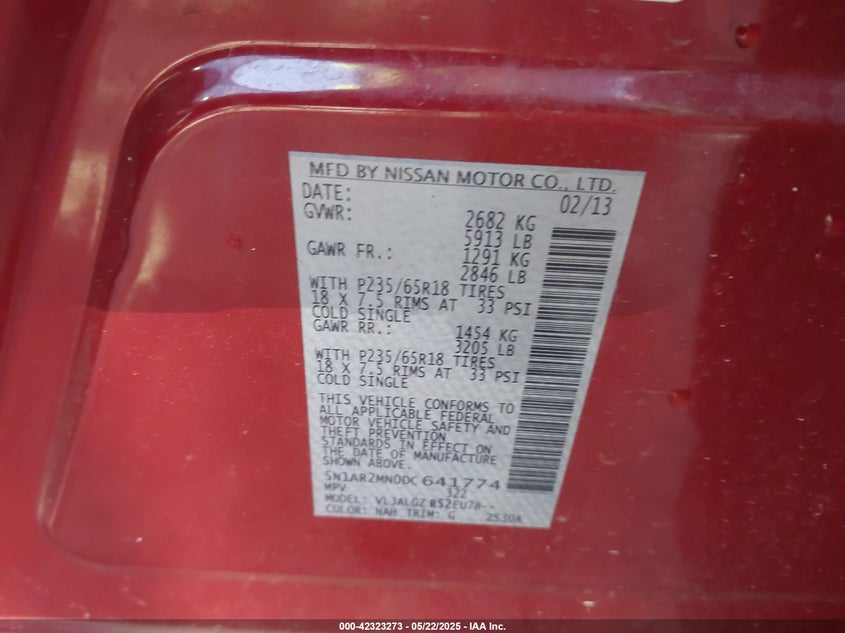 MFD BY NISSAN MOTOR CO., LTD.
DATE: 02/13
GVWR: 2682 KG
5913 LB
GAWR FR.: 1291 KG
2846 LB
WITH P235/65R18 TIRES
18 X 7.5 RIMS AT 33 PSI
COLD SINGLE
GAWR RR.: 1454 KG
3205 LB
WITH P235/65R18 TIRES
18 X 7.5 RIMS AT 33 PSI
COLD SINGLE
THIS VEHICLE CONFORMS TO
ALL APPLICABLE FEDERAL
MOTOR VEHICLE SAFETY AND
THEFT PREVENTION
STANDARDS IN EFFECT ON
THE DATE OF MANUFACTURE
SHOWN ABOVE.
5N1AR2MN0DC641774
MPV 322
MODEL: VLJALGZ R52EU78--
COLOR: NAH TRIM: G 2S30A
000-42323273 - 05/22/2025 - IAA Inc.